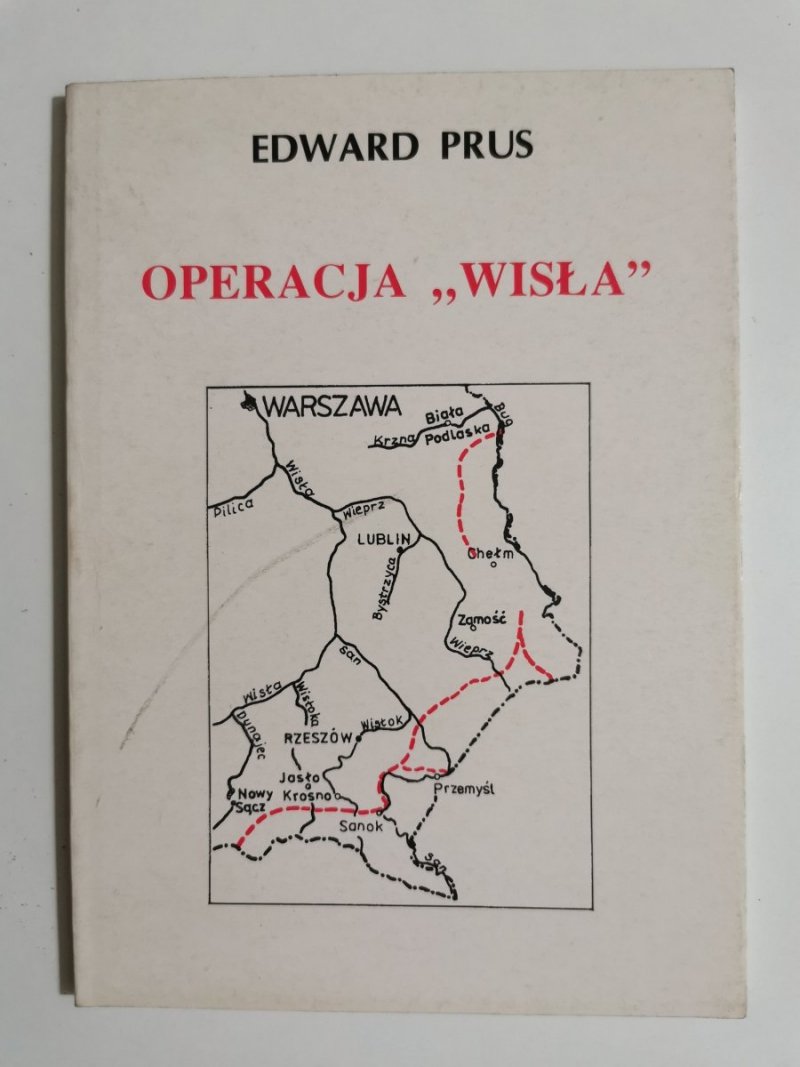 EDWARD PRUS
OPERACJA „WISŁA”
WARSZAWA
Biała
Podlaska
Krzna
Bug
Wisła
Pilica
Wieprz
LUBLIN
Bystrzyca
Chełm
Zamość
Wieprz
San
Wisła
Wisłoka
Dunajec
Wisłok
RZESZÓW
Jasło
Krosno
Przemyśl
Nowy
Sącz
Sanok
San